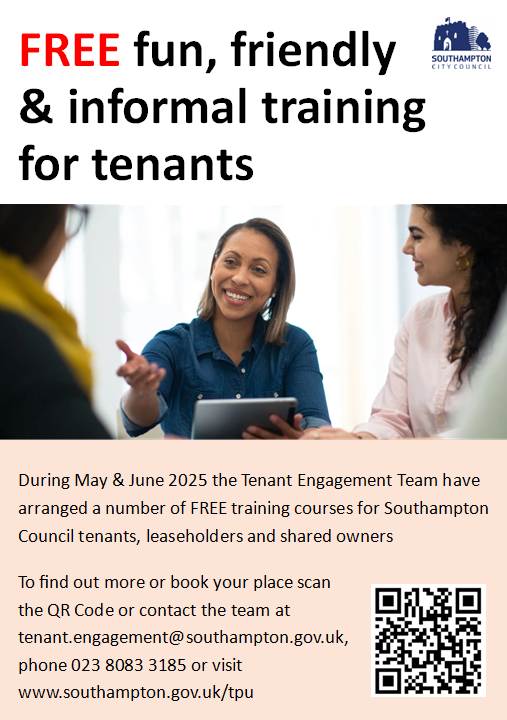 FREE fun, friendly
& informal training
for tenants
SOUTHAMPTON
CITY COUNCIL
During May & June 2025 the Tenant Engagement Team have
arranged a number of FREE training courses for Southampton
Council tenants, leaseholders and shared owners
To find out more or book your place scan
the QR Code or contact the team at
tenant.engagement@southampton.gov.uk,
phone 023 8083 3185 or visit
www.southampton.gov.uk/tpu